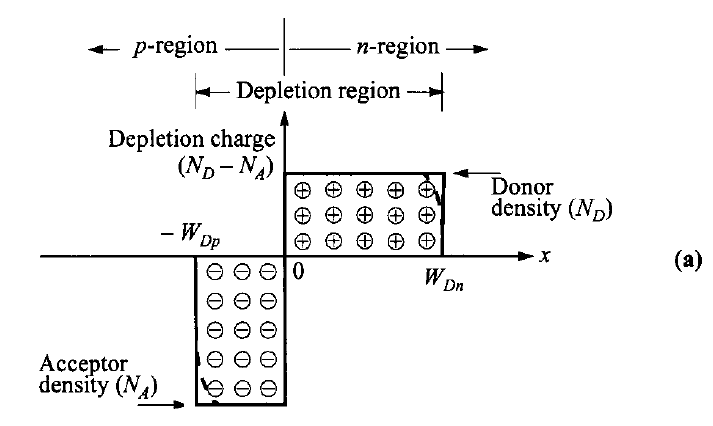 p-region
n-region
Depletion region
Depletion charge
(N_D – N_A)
Donor
density (N_D)
– W_Dp
0
W_Dn
x
(a)
Acceptor
density (N_A)